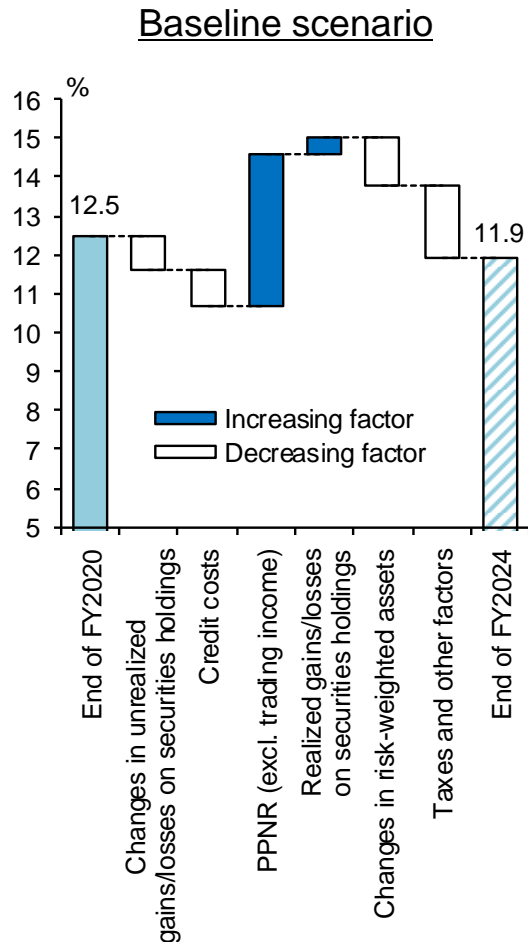 Baseline scenario
%
16
15
14
13
12
11
10
9
8
7
6
5
12.5
11.9
Increasing factor
Decreasing factor
End of FY2020
Changes in unrealized
gains/losses on securities holdings
Credit costs
PPNR (excl. trading income)
Realized gains/losses
on securities holdings
Changes in risk-weighted assets
Taxes and other factors
End of FY2024